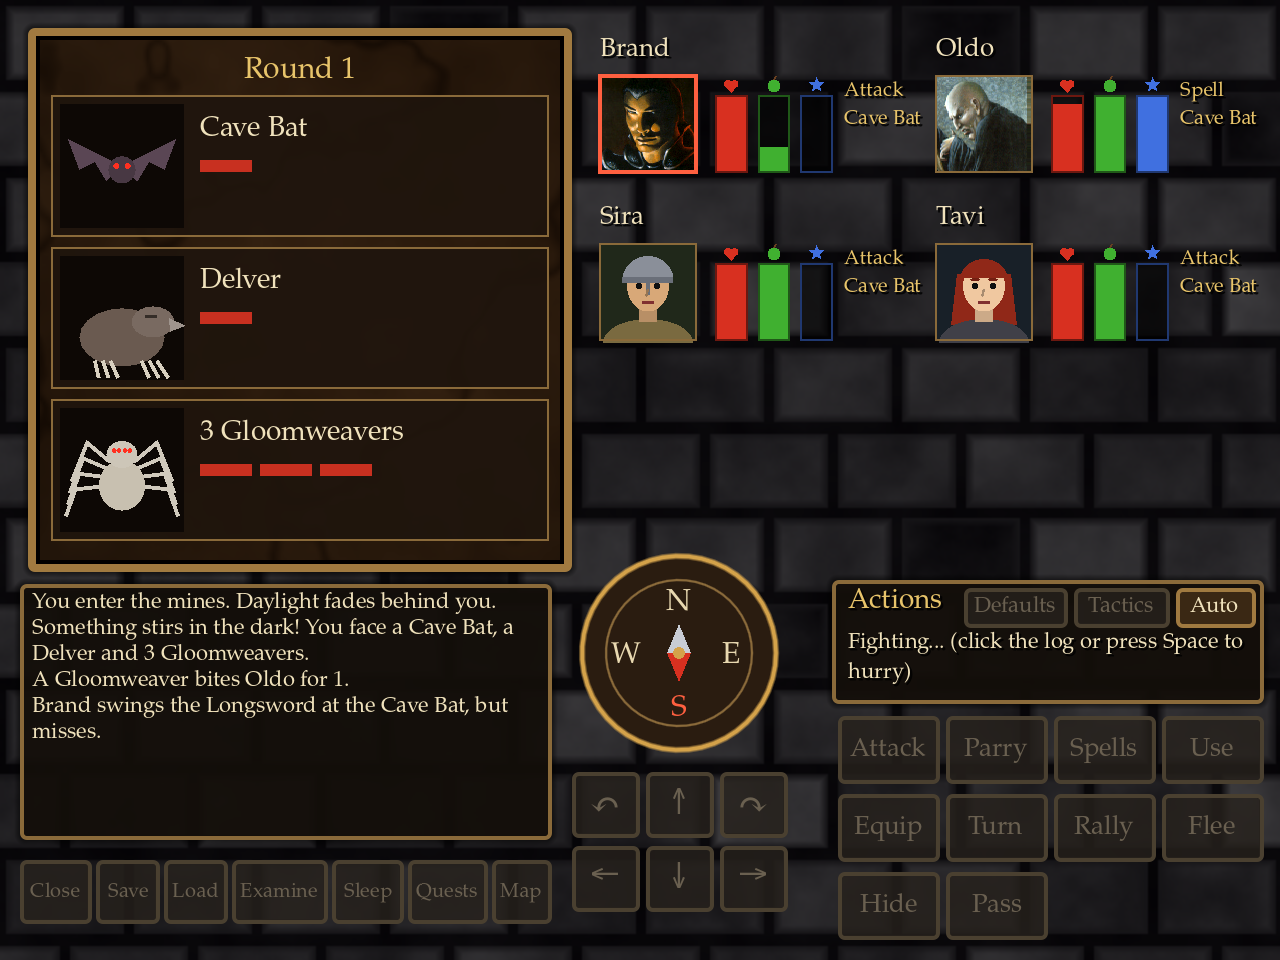 Round 1
Cave Bat
Delver
3 Gloomweavers
Brand
Attack
Cave Bat
Oldo
Spell
Cave Bat
Sira
Attack
Cave Bat
Tavi
Attack
Cave Bat
You enter the mines. Daylight fades behind you.
Something stirs in the dark! You face a Cave Bat, a
Delver and 3 Gloomweavers.
A Gloomweaver bites Oldo for 1.
Brand swings the Longsword at the Cave Bat, but
misses.
N
W E
S
Actions Defaults Tactics Auto
Fighting... (click the log or press Space to
hurry)
Attack Parry Spells Use
Equip Turn Rally Flee
Hide Pass
Close Save Load Examine Sleep Quests Map